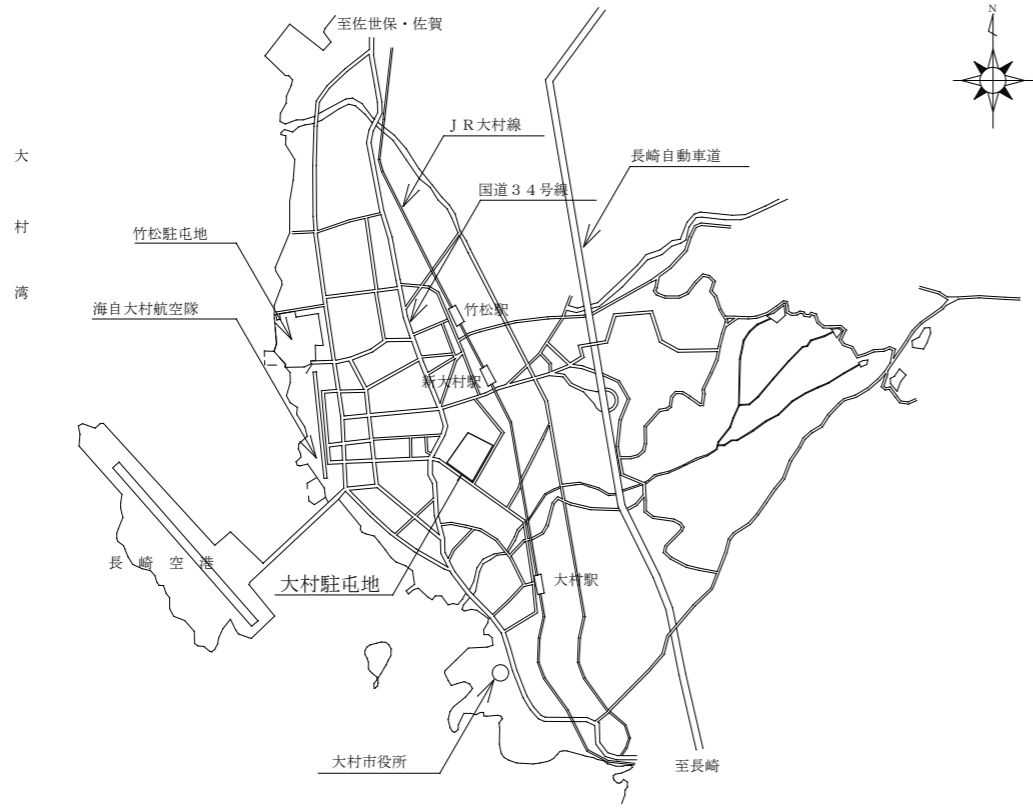 至佐世保・佐賀
N
ＪＲ大村線
長崎自動車道
国道３４号線
大村湾
竹松駐屯地
海自大村航空隊
竹松駅
新大村駅
長崎空港
大村駐屯地
大村駅
大村市役所
至長崎